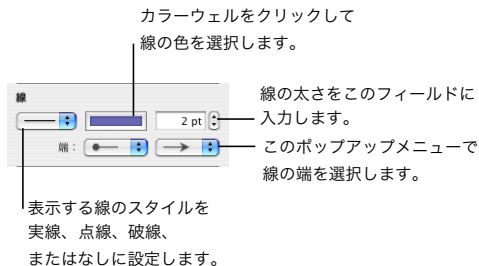 カラーウェルをクリックして
線の色を選択します。
線
2 pt
端：
線の太さをこのフィールドに
入力します。
このポップアップメニューで
線の端を選択します。
表示する線のスタイルを
実線、点線、破線、
またはなしに設定します。